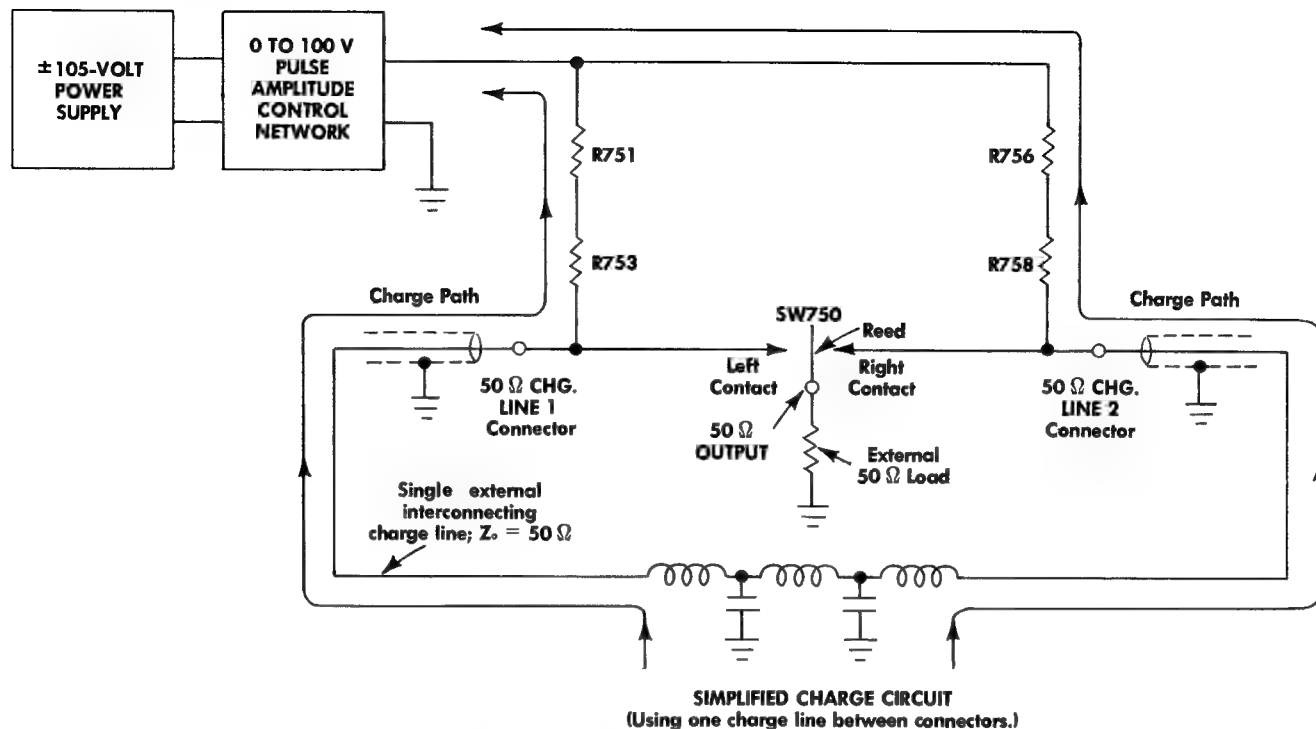 ± 105-VOLT
POWER
SUPPLY
0 TO 100 V
PULSE
AMPLITUDE
CONTROL
NETWORK
R751
R756
R753
R758
Charge Path
Charge Path
SW750
Reed
Left
Contact
Right
Contact
50 Ω CHG.
LINE 1
Connector
50 Ω CHG.
LINE 2
Connector
50 Ω
OUTPUT
External
50 Ω Load
Single external
interconnecting
charge line; Zₒ = 50 Ω
SIMPLIFIED CHARGE CIRCUIT
(Using one charge line between connectors.)